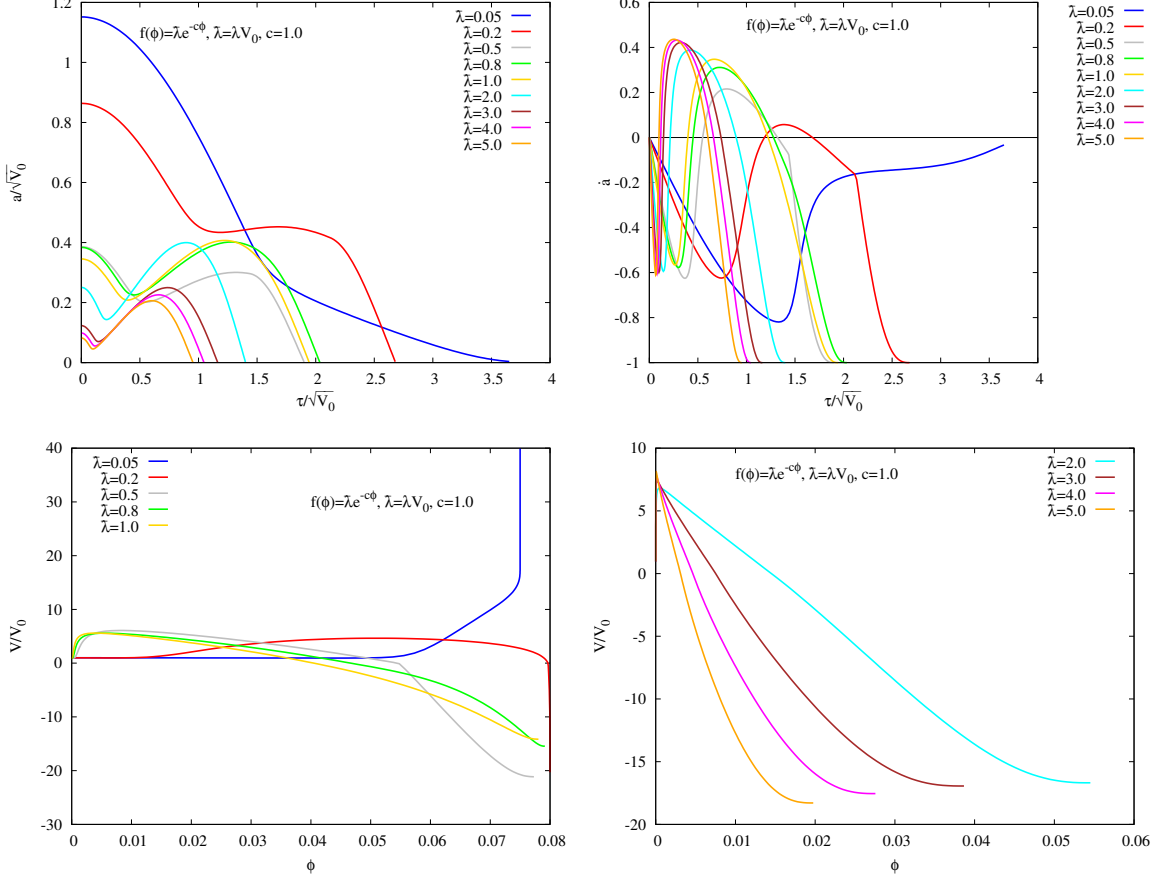 1.2
1
0.8
0.6
0.4
0.2
0
0 0.5 1 1.5 2 2.5 3 3.5 4
a/√V₀
τ/√V₀
f(ϕ)=λ̃e^{-cϕ}, λ̃=λV₀, c=1.0
λ̃=0.05
λ̃=0.2
λ̃=0.5
λ̃=0.8
λ̃=1.0
λ̃=2.0
λ̃=3.0
λ̃=4.0
λ̃=5.0
0.6
0.4
0.2
0
-0.2
-0.4
-0.6
-0.8
-1
0 0.5 1 1.5 2 2.5 3 3.5 4
ȧ
τ/√V₀
f(ϕ)=λ̃e^{-cϕ}, λ̃=λV₀, c=1.0
λ̃=0.05
λ̃=0.2
λ̃=0.5
λ̃=0.8
λ̃=1.0
λ̃=2.0
λ̃=3.0
λ̃=4.0
λ̃=5.0
40
30
20
10
0
-10
-20
-30
0 0.01 0.02 0.03 0.04 0.05 0.06 0.07 0.08
V/V₀
ϕ
λ̃=0.05
λ̃=0.2
λ̃=0.5
λ̃=0.8
λ̃=1.0
f(ϕ)=λ̃e^{-cϕ}, λ̃=λV₀, c=1.0
10
5
0
-5
-10
-15
-20
0 0.01 0.02 0.03 0.04 0.05 0.06
V/V₀
ϕ
f(ϕ)=λ̃e^{-cϕ}, λ̃=λV₀, c=1.0
λ̃=2.0
λ̃=3.0
λ̃=4.0
λ̃=5.0